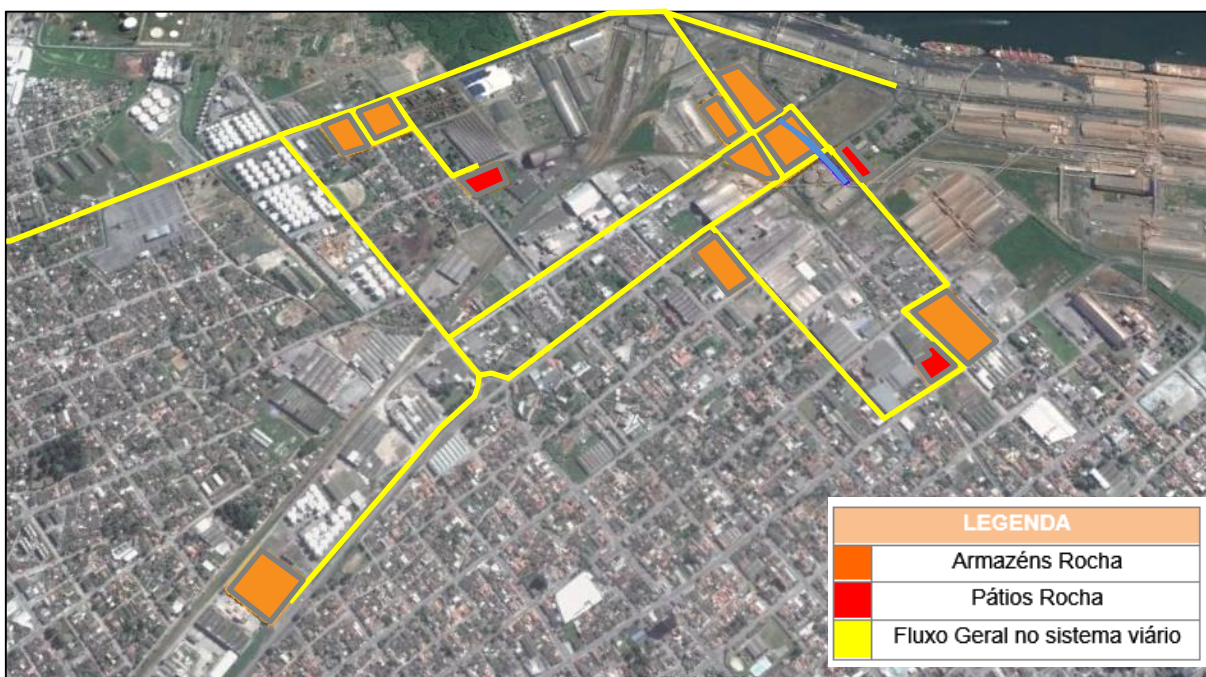 LEGENDA
Armazéns Rocha
Pátios Rocha
Fluxo Geral no sistema viário